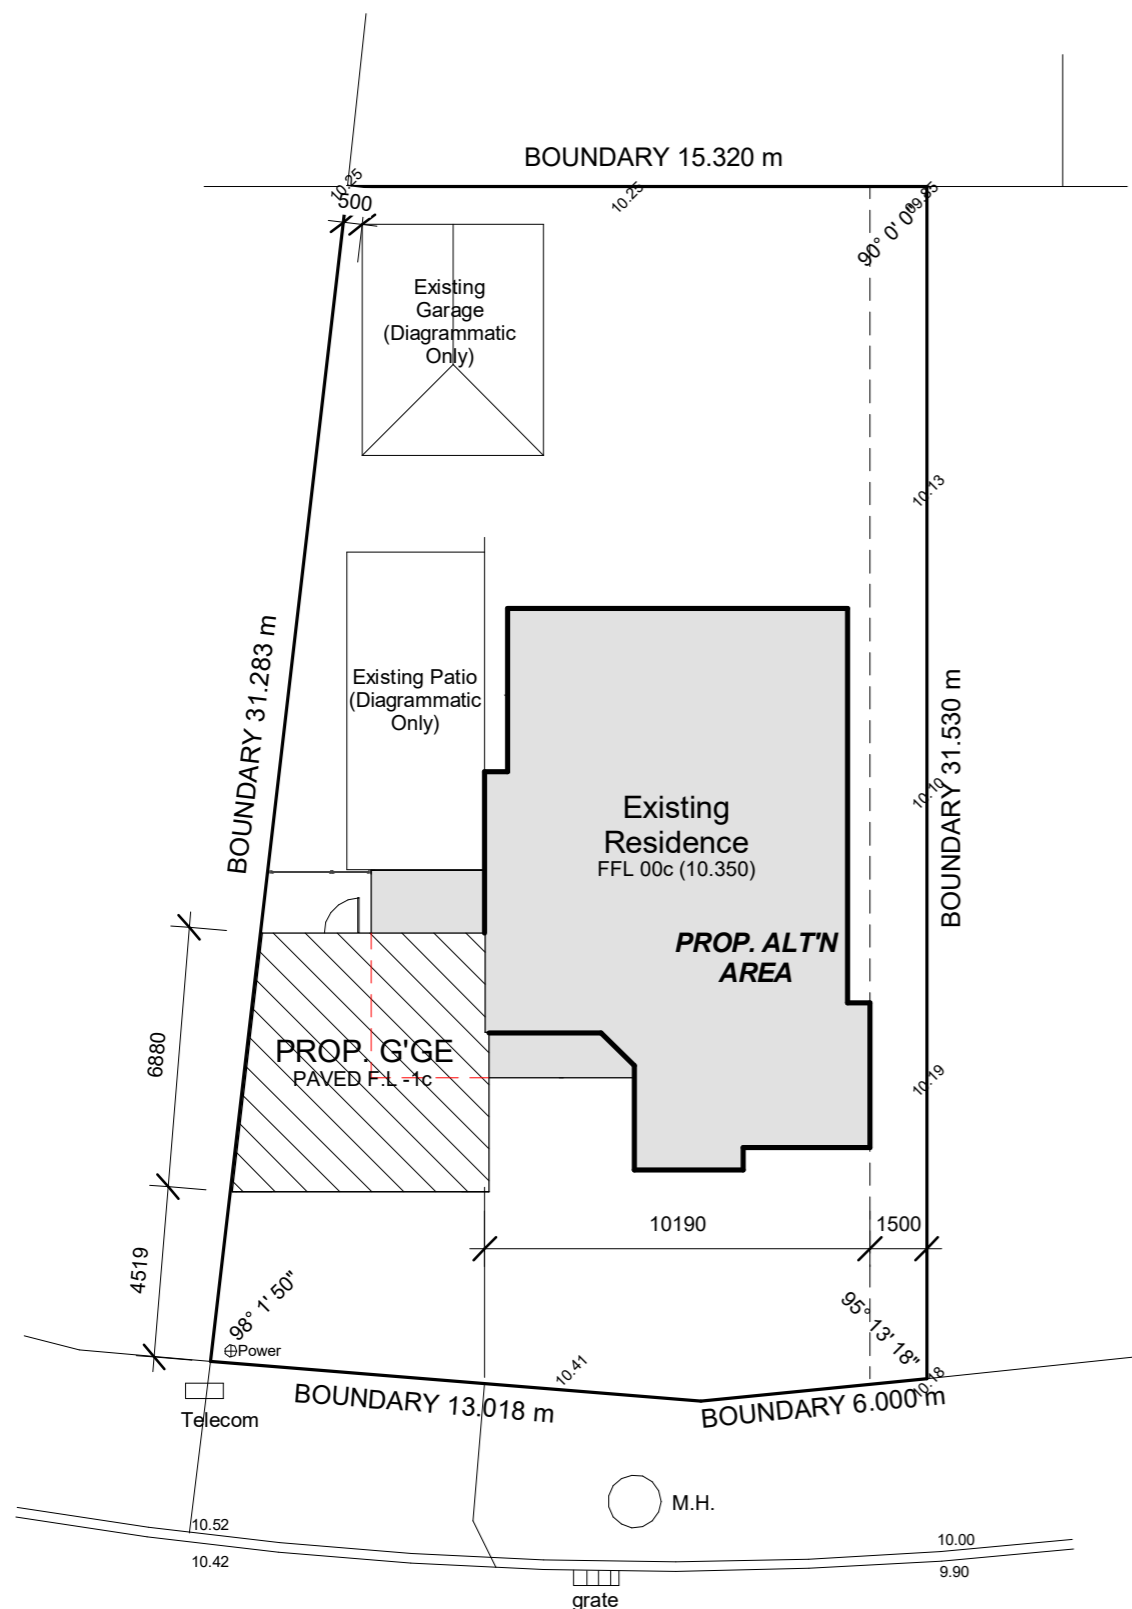 BOUNDARY 15.320 m
10.25
10.25
09.85
500
90° 0' 0"
Existing
Garage
(Diagrammatic
Only)
10.13
BOUNDARY 31.283 m
Existing Patio
(Diagrammatic
Only)
BOUNDARY 31.530 m
10.10
Existing
Residence
FFL 00c (10.350)
PROP. ALT'N
AREA
6880
PROP. G'GE
PAVED F.L -1c
10.19
10190
1500
4519
98° 1' 50"
95° 13' 18"
Power
10.41
10.18
BOUNDARY 13.018 m
BOUNDARY 6.000 m
Telecom
M.H.
10.52
10.42
10.00
9.90
grate